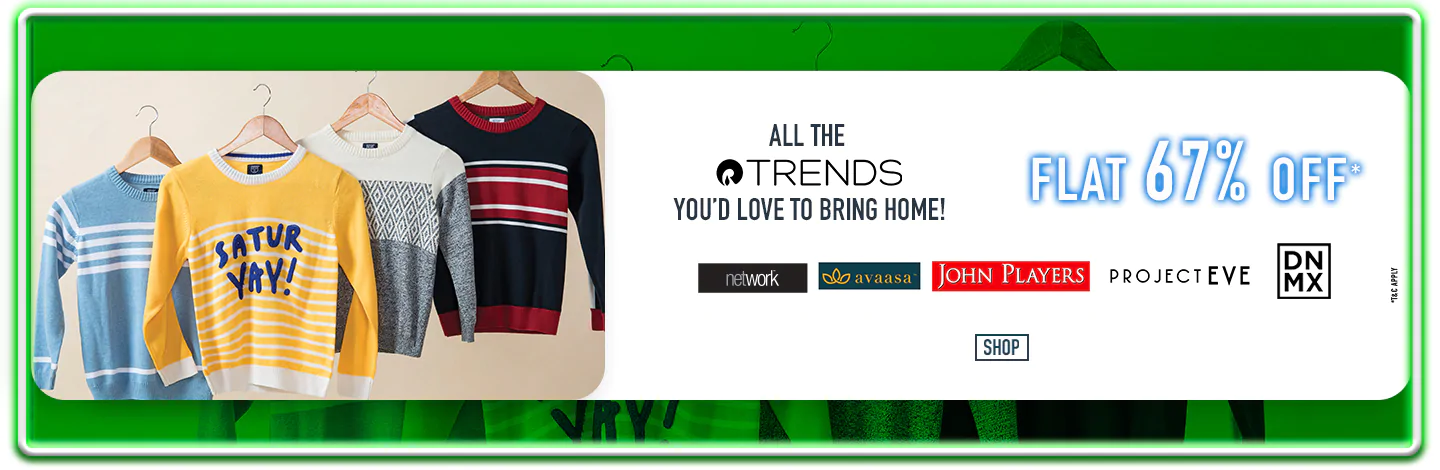 SATUR
YAY!
ALL THE
TRENDS
YOU'D LOVE TO BRING HOME!
FLAT 67% OFF*
network
avaasa
JOHN PLAYERS
PROJECT EVE
DN
MX
*T&C APPLY
SHOP
YAY!